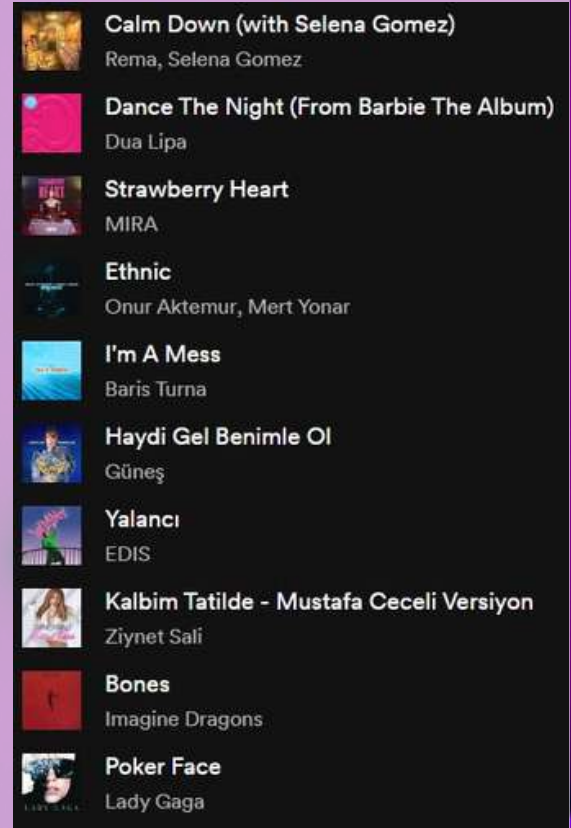 Calm Down (with Selena Gomez)
Rema, Selena Gomez
Dance The Night (From Barbie The Album)
Dua Lipa
Strawberry Heart
MIRA
Ethnic
Onur Aktemur, Mert Yonar
I'm A Mess
Baris Turna
Haydi Gel Benimle Ol
Güneş
Yalancı
EDIS
Kalbim Tatilde - Mustafa Ceceli Versiyon
Ziynet Sali
Bones
Imagine Dragons
Poker Face
Lady Gaga
LADY GAGA